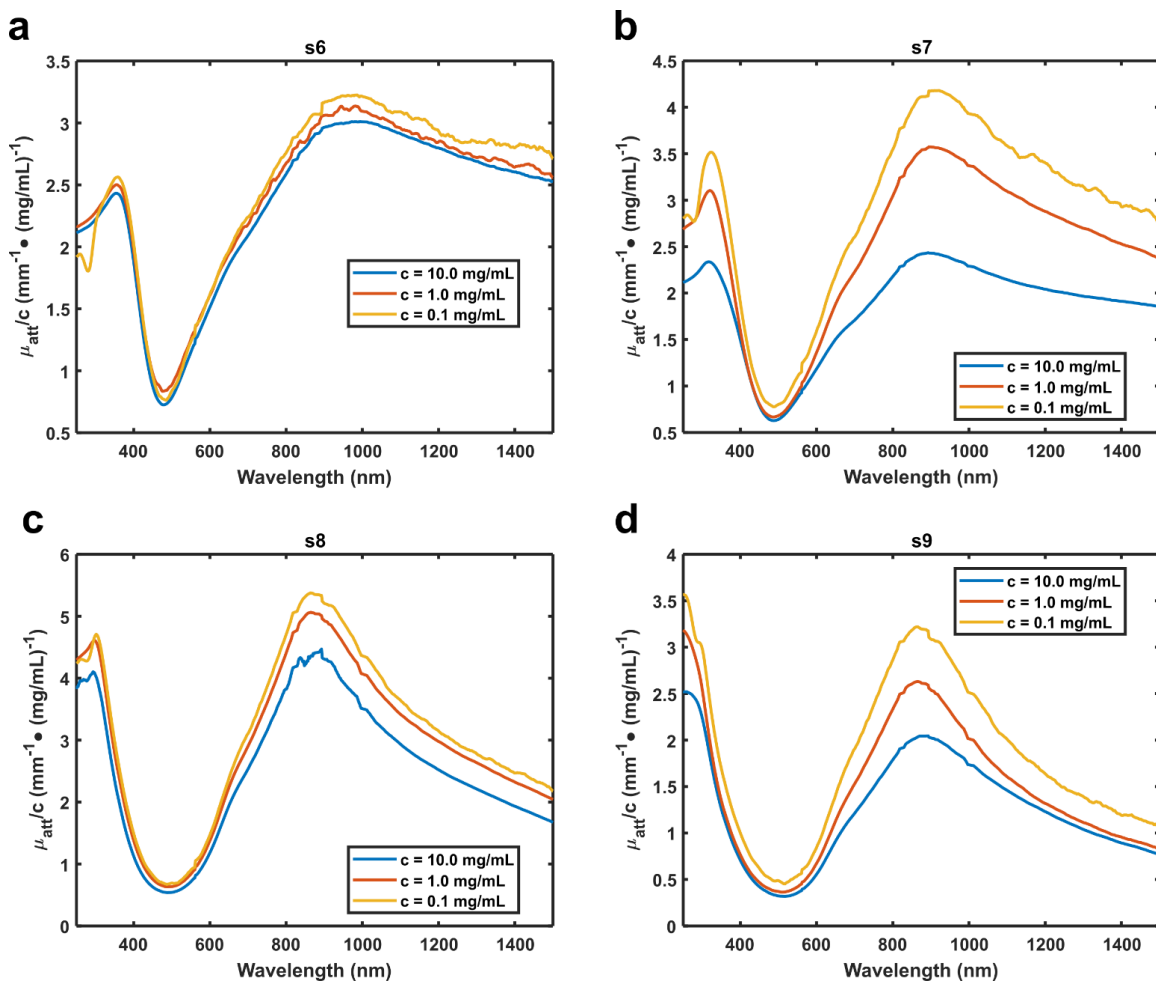 a
s6
3.5
3
2.5
2
1.5
1
0.5
μatt/c (mm⁻¹● (mg/mL)⁻¹)
400 600 800 1000 1200 1400
Wavelength (nm)
c = 10.0 mg/mL
c = 1.0 mg/mL
c = 0.1 mg/mL
b
s7
4.5
4
3.5
3
2.5
2
1.5
1
0.5
μatt/c (mm⁻¹● (mg/mL)⁻¹)
400 600 800 1000 1200 1400
Wavelength (nm)
c = 10.0 mg/mL
c = 1.0 mg/mL
c = 0.1 mg/mL
c
s8
6
5
4
3
2
1
0
μatt/c (mm⁻¹● (mg/mL)⁻¹)
400 600 800 1000 1200 1400
Wavelength (nm)
c = 10.0 mg/mL
c = 1.0 mg/mL
c = 0.1 mg/mL
d
s9
4
3.5
3
2.5
2
1.5
1
0.5
0
μatt/c (mm⁻¹● (mg/mL)⁻¹)
400 600 800 1000 1200 1400
Wavelength (nm)
c = 10.0 mg/mL
c = 1.0 mg/mL
c = 0.1 mg/mL